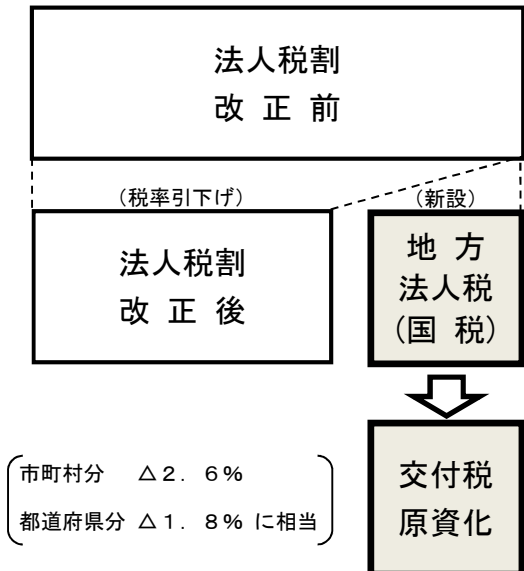 法人税割
改 正 前
(税率引下げ)
(新設)
法人税割
改 正 後
地 方
法人税
(国 税)
市町村分 △2．6%
都道府県分 △1．8% に相当
交付税
原資化